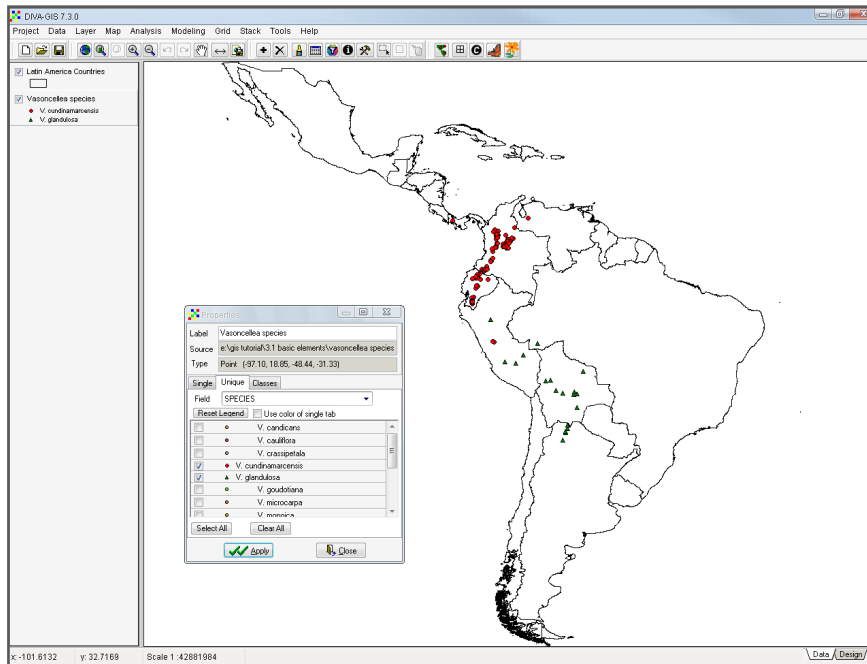 DIVA-GIS 7.3.0
Project Data Layer Map Analysis Modeling Grid Stack Tools Help
Latin America Countries
Vasoncellea species
V. cundinamarcensis
V. glandulosa
Properties
Label Vasoncellea species
Source e:\gis tutorial\3.1 basic elements\vasoncellea species
Type Point (-97.10, 18.85, -48.44, -31.33)
Single Unique Classes
Field SPECIES
Reset Legend Use color of single tab
V. candicans
V. cauliflora
V. crassipetala
V. cundinamarcensis
V. glandulosa
V. goudotiana
V. microcarpa
Select All Clear All
Apply Close
x: -101.6132 y: 32.7169 Scale 1 :42881984 Data Design